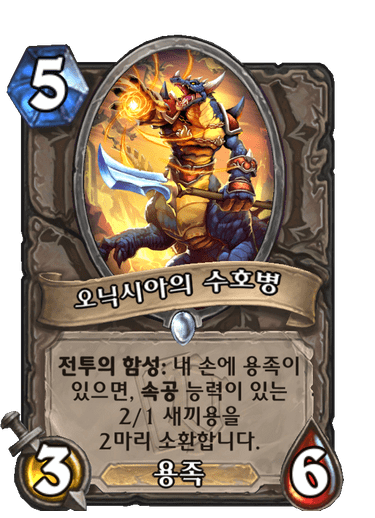 5
오닉시아의 수호병
전투의 함성: 내 손에 용족이
있으면, 속공 능력이 있는
2/1 새끼용을
2마리 소환합니다.
3
용족
6